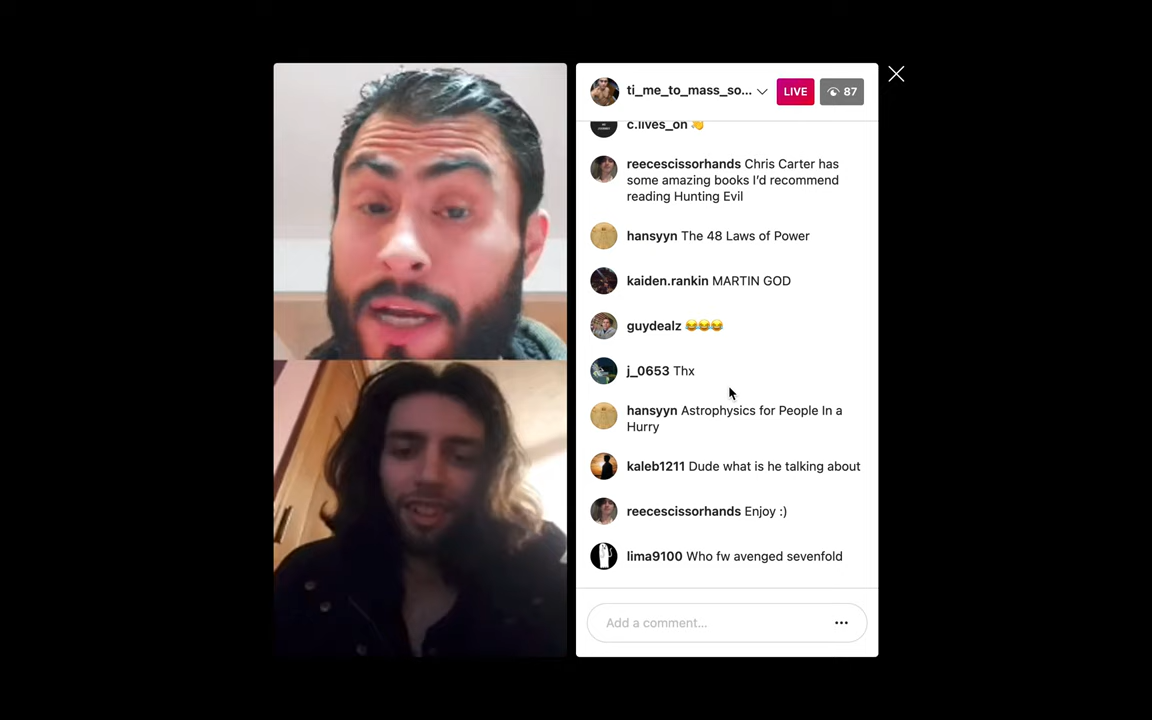 ti_me_to_mass_so...
LIVE
87
c.lives_on 👋
reecescissorhands Chris Carter has
some amazing books I'd recommend
reading Hunting Evil
hansyyn The 48 Laws of Power
kaiden.rankin MARTIN GOD
guydealz 😂😂😂
j_0653 Thx
hansyyn Astrophysics for People In a
Hurry
kaleb1211 Dude what is he talking about
reecescissorhands Enjoy :)
lima9100 Who fw avenged sevenfold
Add a comment...